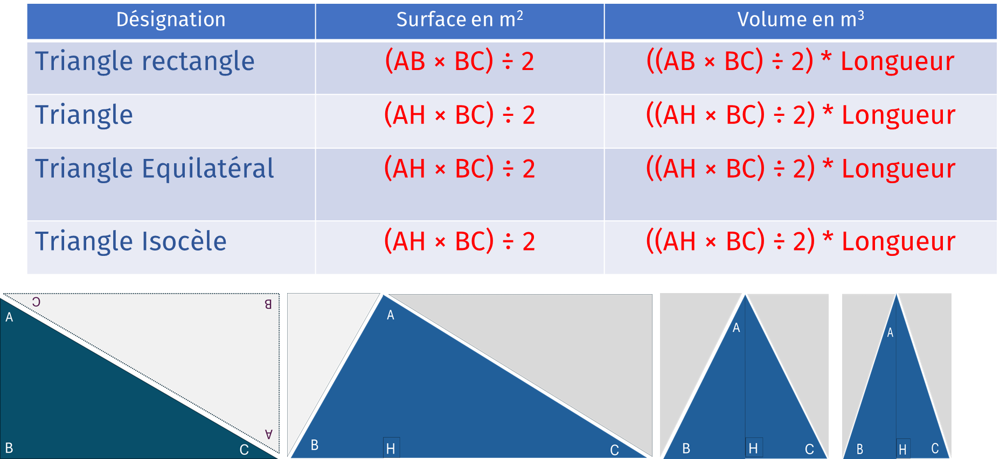 Désignation Surface en m² Volume en m³
Triangle rectangle (AB × BC) ÷ 2 ((AB × BC) ÷ 2) * Longueur
Triangle (AH × BC) ÷ 2 ((AH × BC) ÷ 2) * Longueur
Triangle Equilatéral (AH × BC) ÷ 2 ((AH × BC) ÷ 2) * Longueur
Triangle Isocèle (AH × BC) ÷ 2 ((AH × BC) ÷ 2) * Longueur
C B
A
A
B C
A
B H C
A
B H C
A
B H C